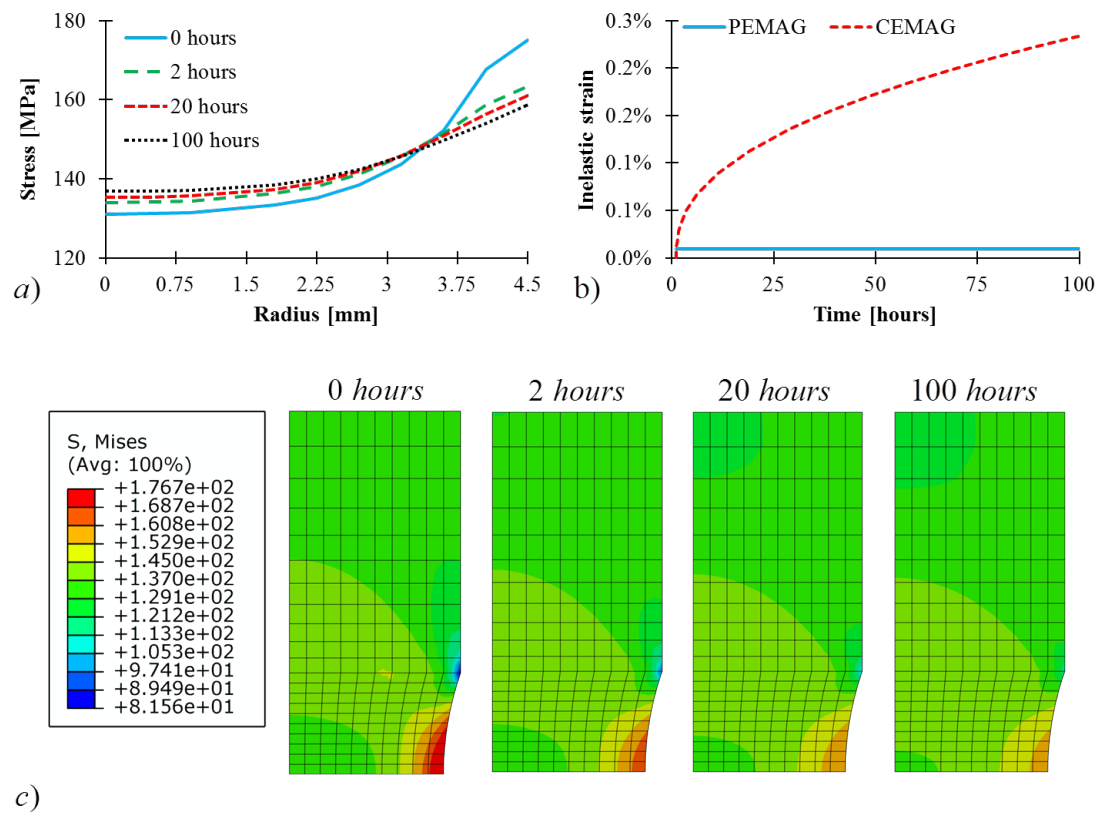 180
160
140
120
Stress [MPa]
0 hours
2 hours
20 hours
100 hours
0
0.75
1.5
2.25
3
3.75
4.5
Radius [mm]
a)
0.3%
0.2%
0.2%
0.1%
0.1%
0.0%
Inelastic strain
PEMAG
CEMAG
0
25
50
75
100
Time [hours]
b)
0 hours
2 hours
20 hours
100 hours
S, Mises
(Avg: 100%)
+1.767e+02
+1.687e+02
+1.608e+02
+1.529e+02
+1.450e+02
+1.370e+02
+1.291e+02
+1.212e+02
+1.133e+02
+1.053e+02
+9.741e+01
+8.949e+01
+8.156e+01
c)